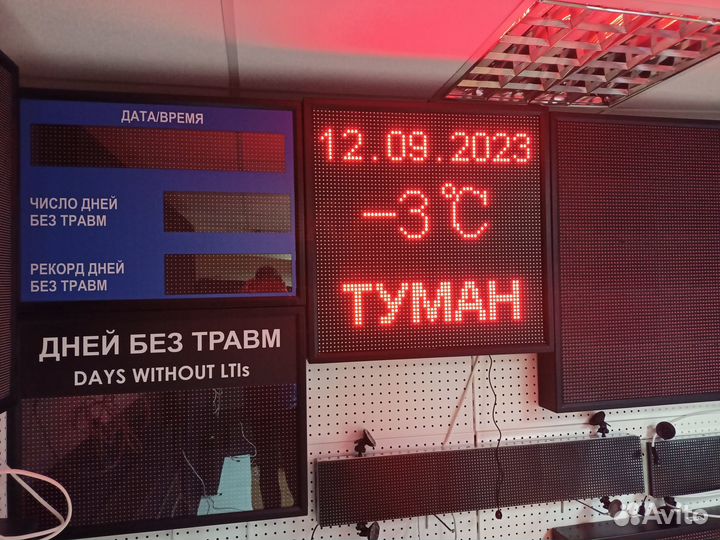 ДАТА/ВРЕМЯ
ЧИСЛО ДНЕЙ
БЕЗ ТРАВМ
РЕКОРД ДНЕЙ
БЕЗ ТРАВМ
ДНЕЙ БЕЗ ТРАВМ
DAYS WITHOUT LTIs
12.09.2023
-3°C
ТУМАН
Avito